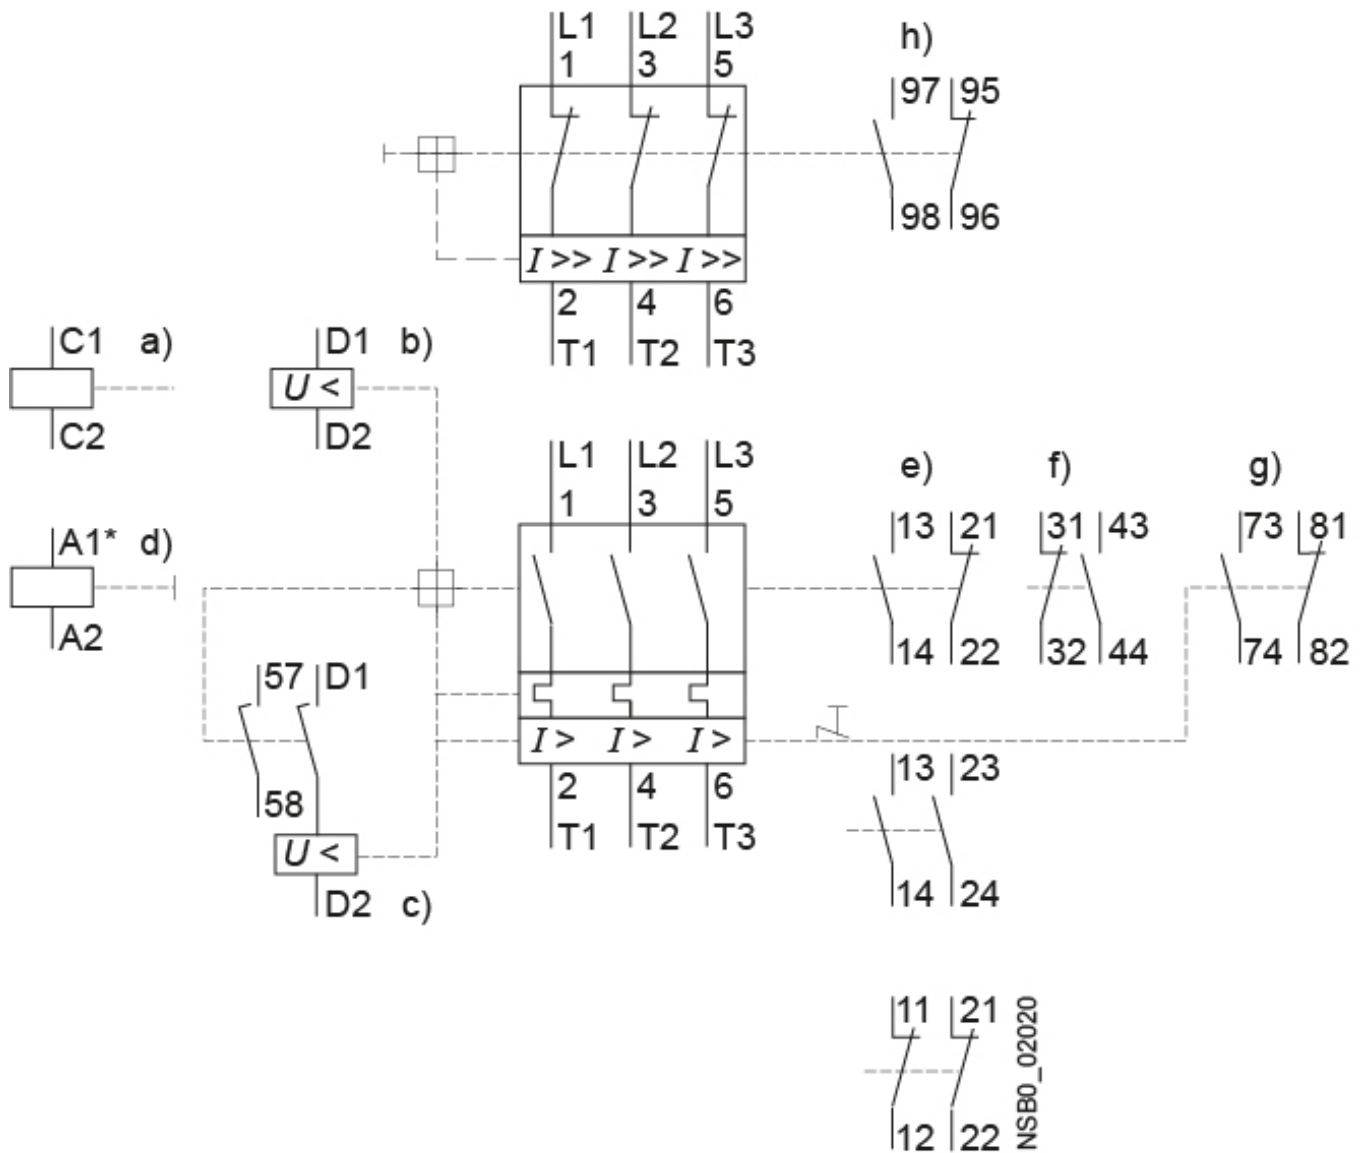 L1 L2 L3 h)
1 3 5
97 95
98 96
I >> I >> I >>
2 4 6
T1 T2 T3
C1 a) D1 b)
U <
C2 D2
L1 L2 L3 e) f) g)
1 3 5
A1* d) 13 21 31 43 73 81
A2 14 22 32 44 74 82
57 D1
I > I > I >
58 2 4 6 13 23
T1 T2 T3
U <
D2 c) 14 24
11 21
12 22
NSB0_02020